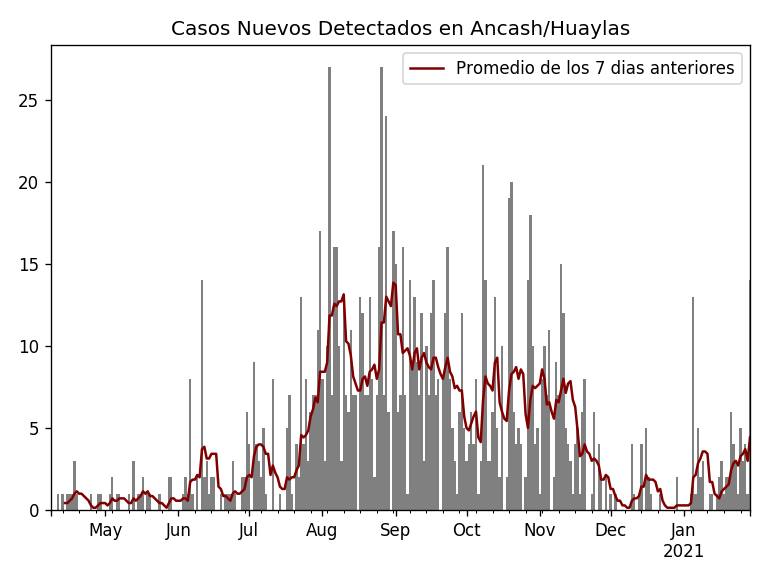 Casos Nuevos Detectados en Ancash/Huaylas
Promedio de los 7 dias anteriores
25
20
15
10
5
0
May Jun Jul Aug Sep Oct Nov Dec Jan
2021